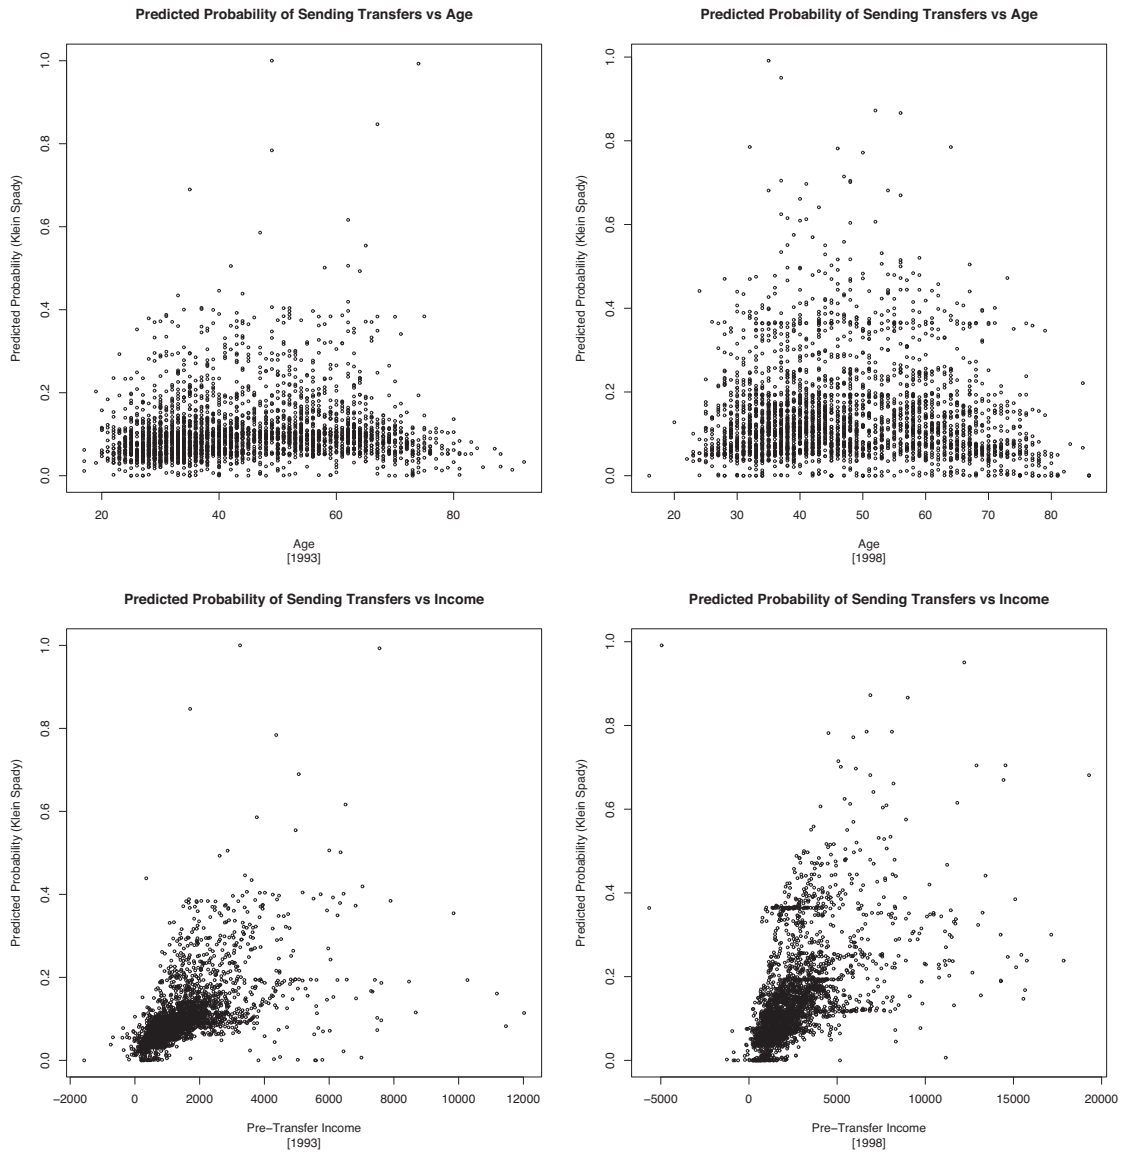 Predicted Probability of Sending Transfers vs Age
Predicted Probability (Klein Spady)
1.0
0.8
0.6
0.4
0.2
0.0
20 40 60 80
Age
[1993]
Predicted Probability of Sending Transfers vs Age
Predicted Probability (Klein Spady)
1.0
0.8
0.6
0.4
0.2
0.0
20 30 40 50 60 70 80
Age
[1998]
Predicted Probability of Sending Transfers vs Income
Predicted Probability (Klein Spady)
1.0
0.8
0.6
0.4
0.2
0.0
−2000 0 2000 4000 6000 8000 10000 12000
Pre−Transfer Income
[1993]
Predicted Probability of Sending Transfers vs Income
Predicted Probability (Klein Spady)
1.0
0.8
0.6
0.4
0.2
0.0
−5000 0 5000 10000 15000 20000
Pre−Transfer Income
[1998]